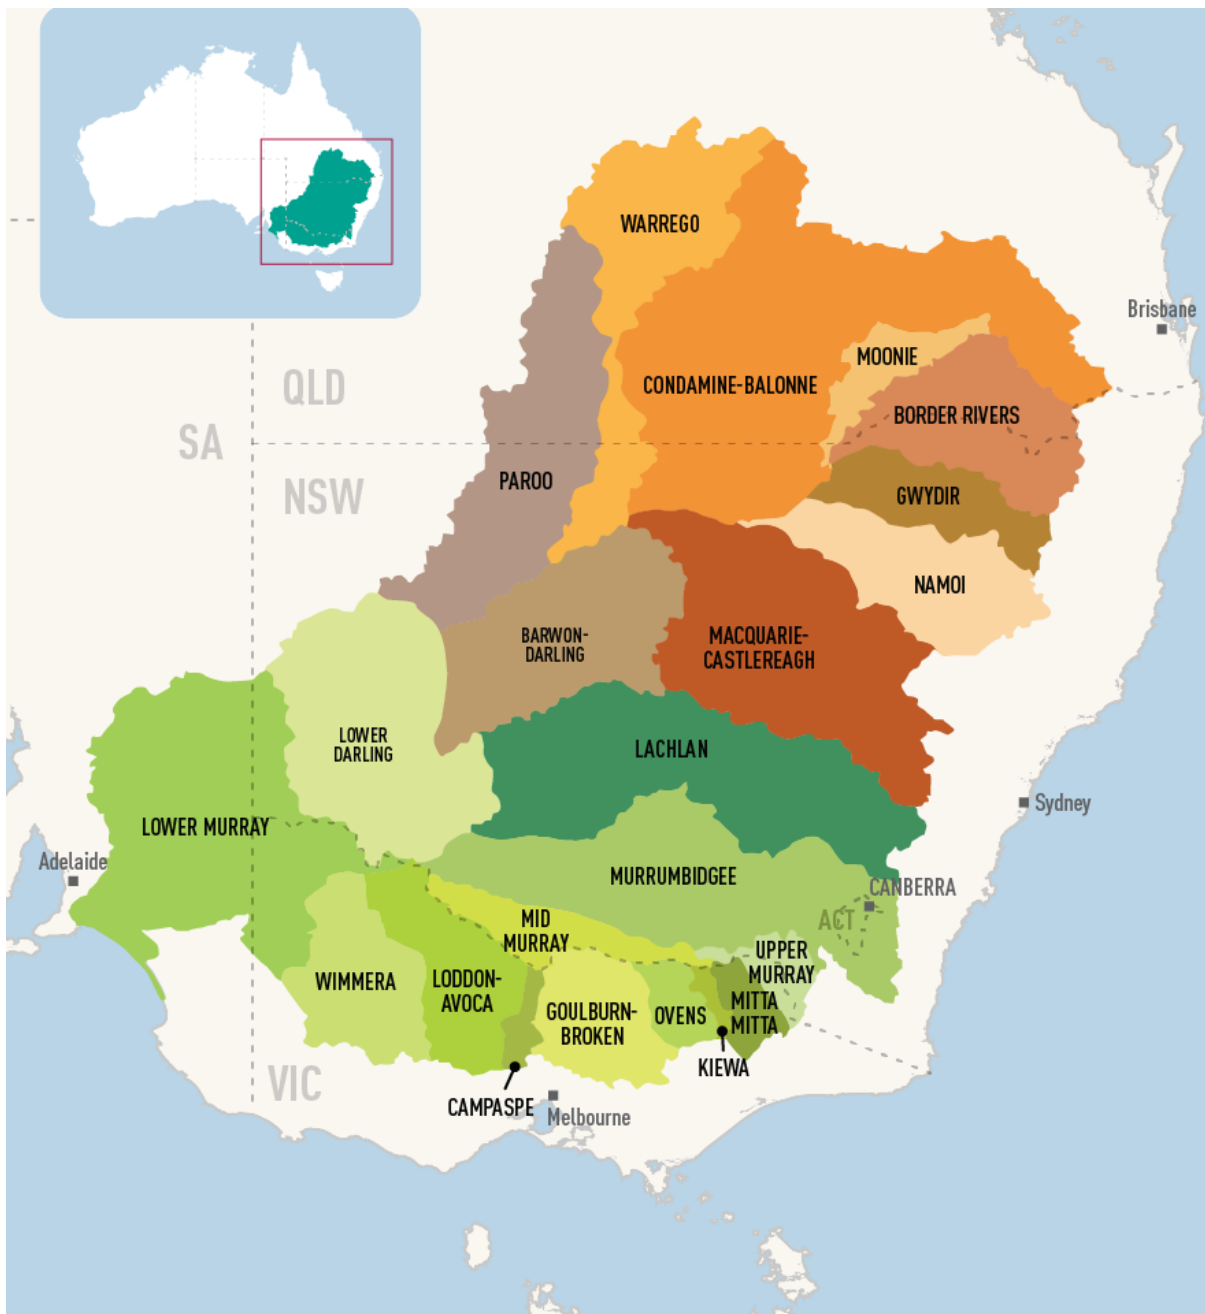 WARREGO
Brisbane
MOONIE
QLD
CONDAMINE-BALONNE
BORDER RIVERS
SA
NSW
PAROO
GWYDIR
NAMOI
BARWON-
DARLING
MACQUARIE-
CASTLEREAGH
LOWER
DARLING
LACHLAN
Sydney
LOWER MURRAY
Adelaide
MURRUMBIDGEE
CANBERRA
ACT
MID
MURRAY
UPPER
MURRAY
WIMMERA
LODDON-
AVOCA
GOULBURN-
BROKEN
OVENS
MITTA
MITTA
KIEWA
VIC
CAMPASPE
Melbourne